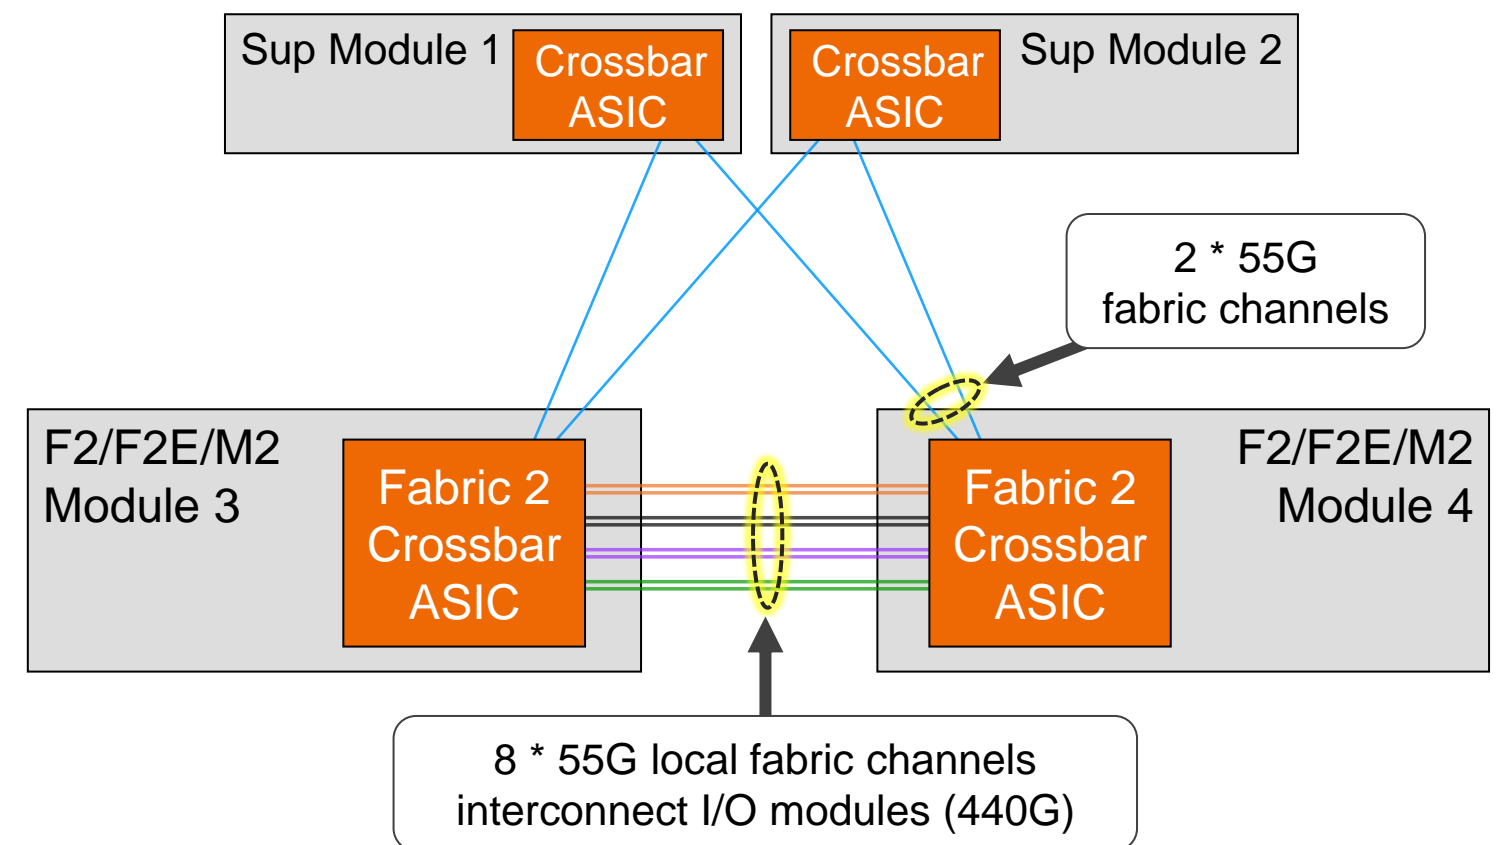 Sup Module 1
Crossbar
ASIC
Crossbar
ASIC
Sup Module 2
2 * 55G
fabric channels
F2/F2E/M2
Module 3
Fabric 2
Crossbar
ASIC
Fabric 2
Crossbar
ASIC
F2/F2E/M2
Module 4
8 * 55G local fabric channels
interconnect I/O modules (440G)